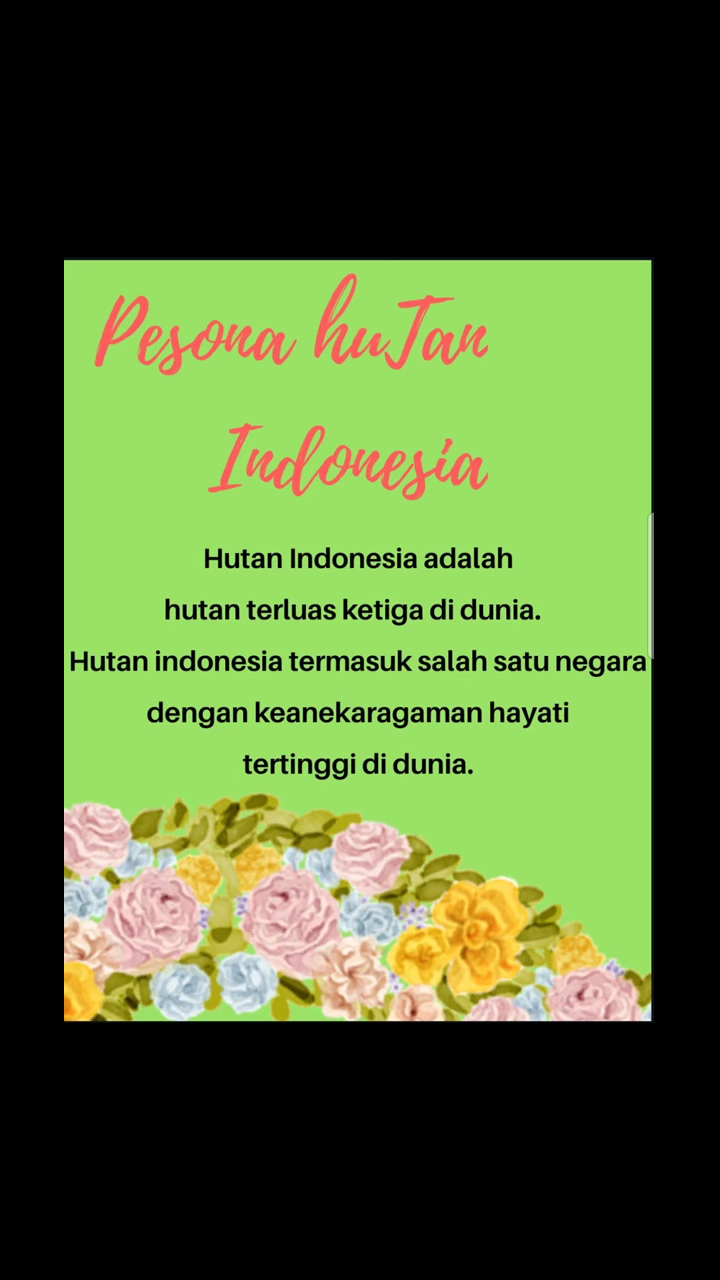 Pesona huTan
Indonesia
Hutan Indonesia adalah
hutan terluas ketiga di dunia.
Hutan indonesia termasuk salah satu negara
dengan keanekaragaman hayati
tertinggi di dunia.